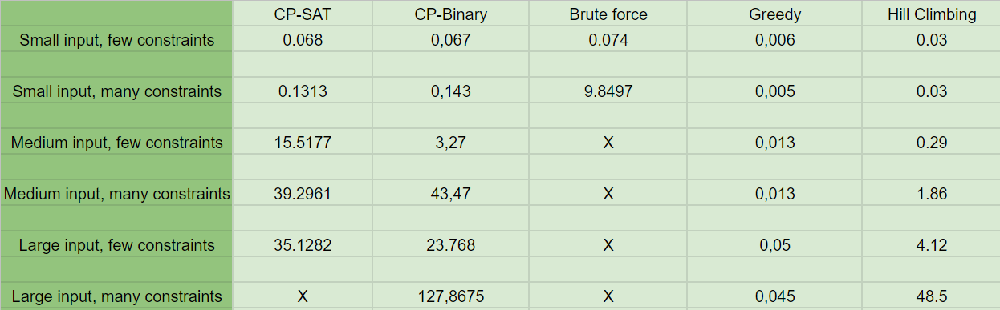 CP-SAT CP-Binary Brute force Greedy Hill Climbing
Small input, few constraints 0.068 0,067 0.074 0,006 0.03
Small input, many constraints 0.1313 0,143 9.8497 0,005 0.03
Medium input, few constraints 15.5177 3,27 X 0,013 0.29
Medium input, many constraints 39.2961 43,47 X 0,013 1.86
Large input, few constraints 35.1282 23.768 X 0,05 4.12
Large input, many constraints X 127,8675 X 0,045 48.5